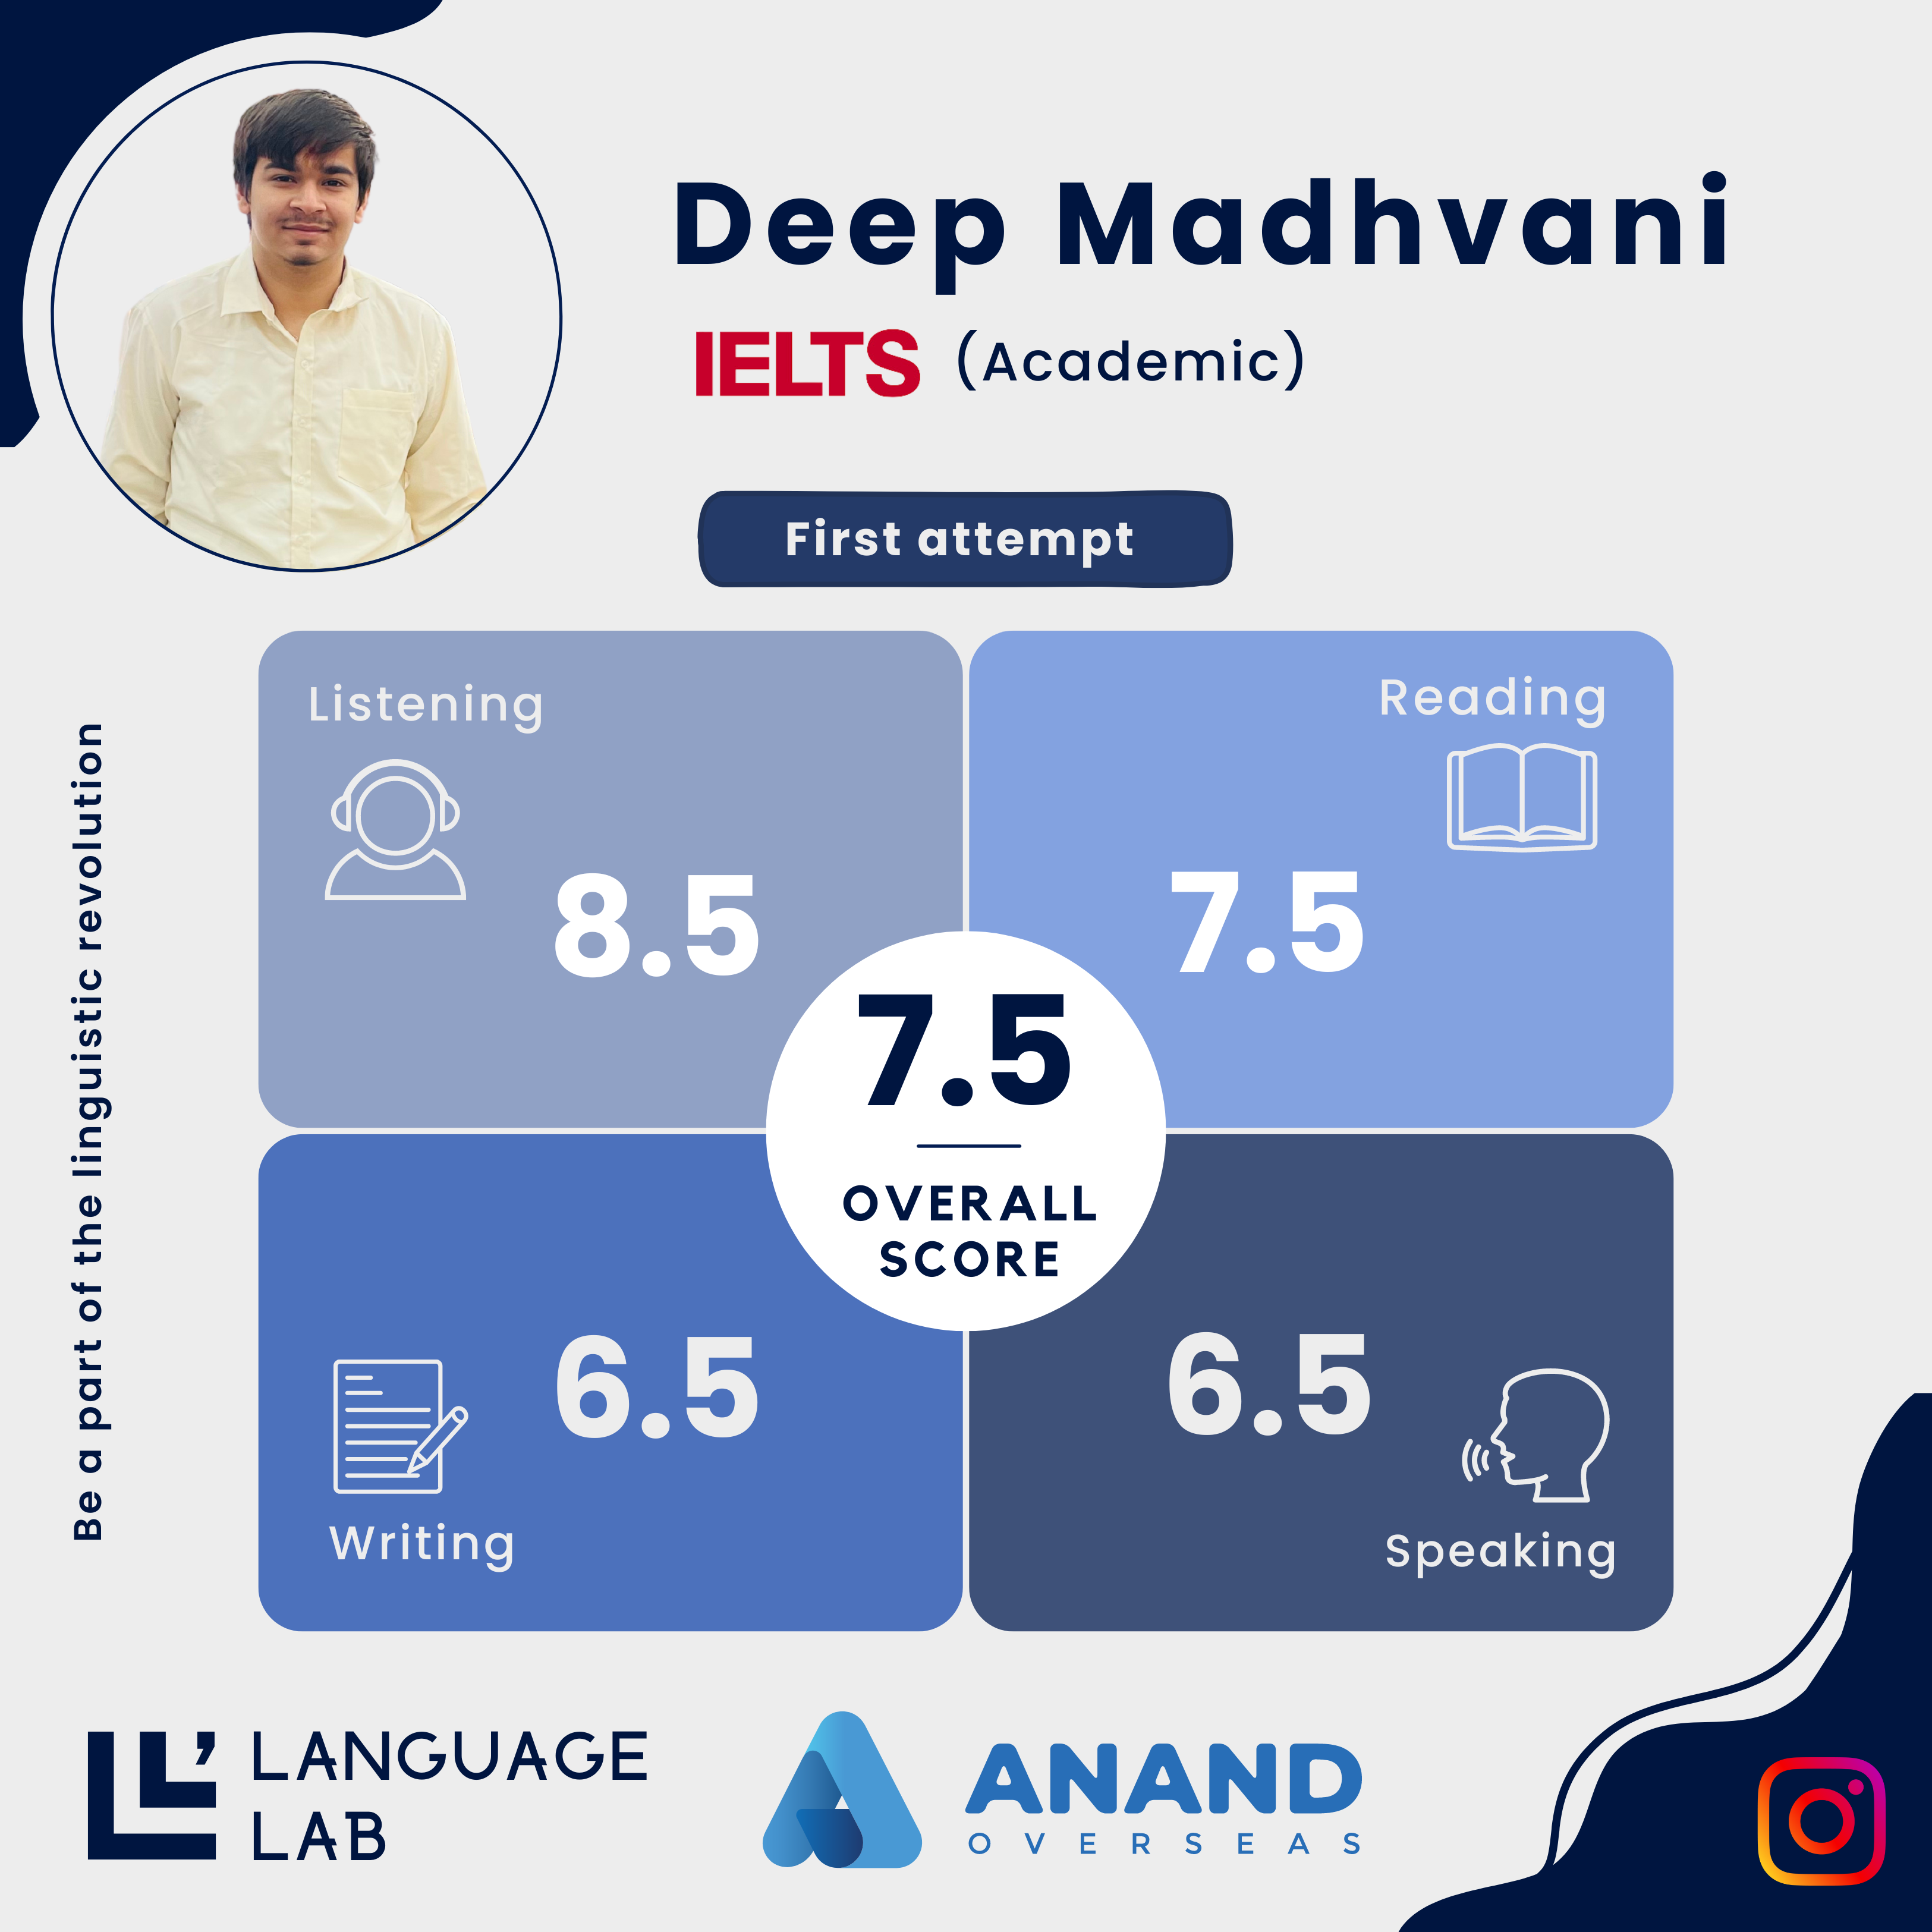 Deep Madhvani
IELTS (Academic)
First attempt
Listening
8.5
Reading
7.5
7.5
OVERALL
SCORE
6.5
Writing
6.5
Speaking
Be a part of the linguistic revolution
LANGUAGE
LAB
ANAND
OVERSEAS